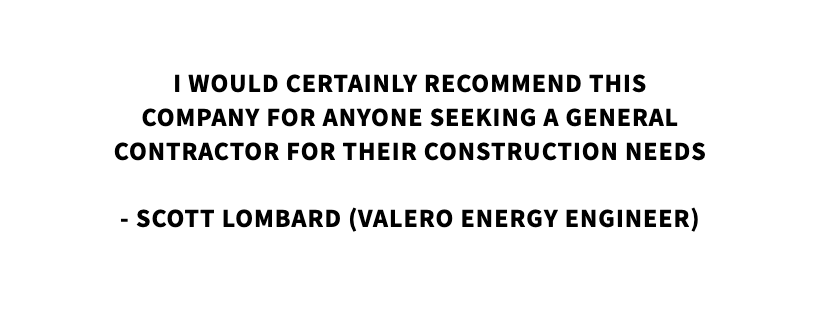 I WOULD CERTAINLY RECOMMEND THIS
COMPANY FOR ANYONE SEEKING A GENERAL
CONTRACTOR FOR THEIR CONSTRUCTION NEEDS
- SCOTT LOMBARD (VALERO ENERGY ENGINEER)